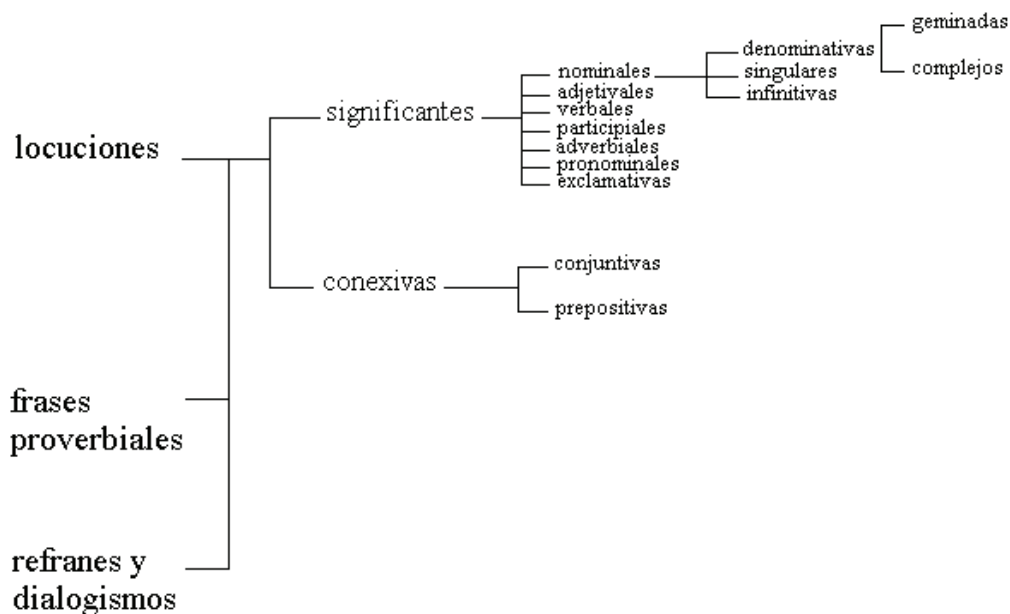 geminadas
denominativas
complejos
nominales
singulares
adjetivales
infinitivas
significantes
verbales
participiales
locuciones
adverbiales
pronominales
exclamativas
conjuntivas
conexivas
prepositivas
frases
proverbiales
refranes y
dialogismos